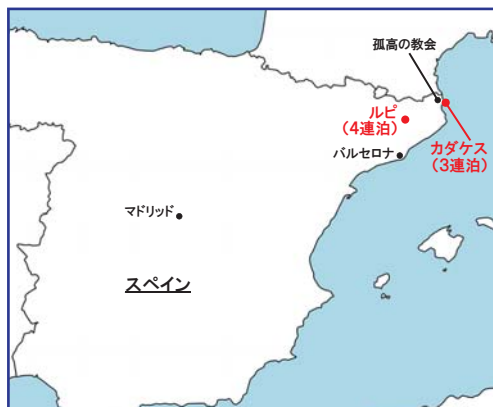 孤高の教会
ルピ
（4連泊）
カダケス
（3連泊）
バルセロナ
マドリッド
スペイン